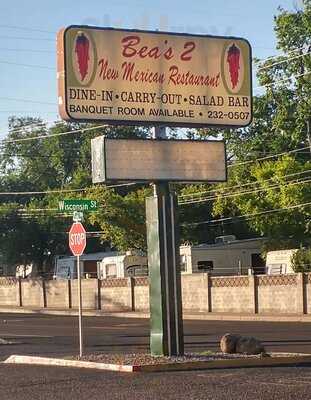 Bea's 2
New Mexican Restaurant
DINE-IN • CARRY-OUT • SALAD BAR
BANQUET ROOM AVAILABLE • 232-0507
Wisconsin St
STOP